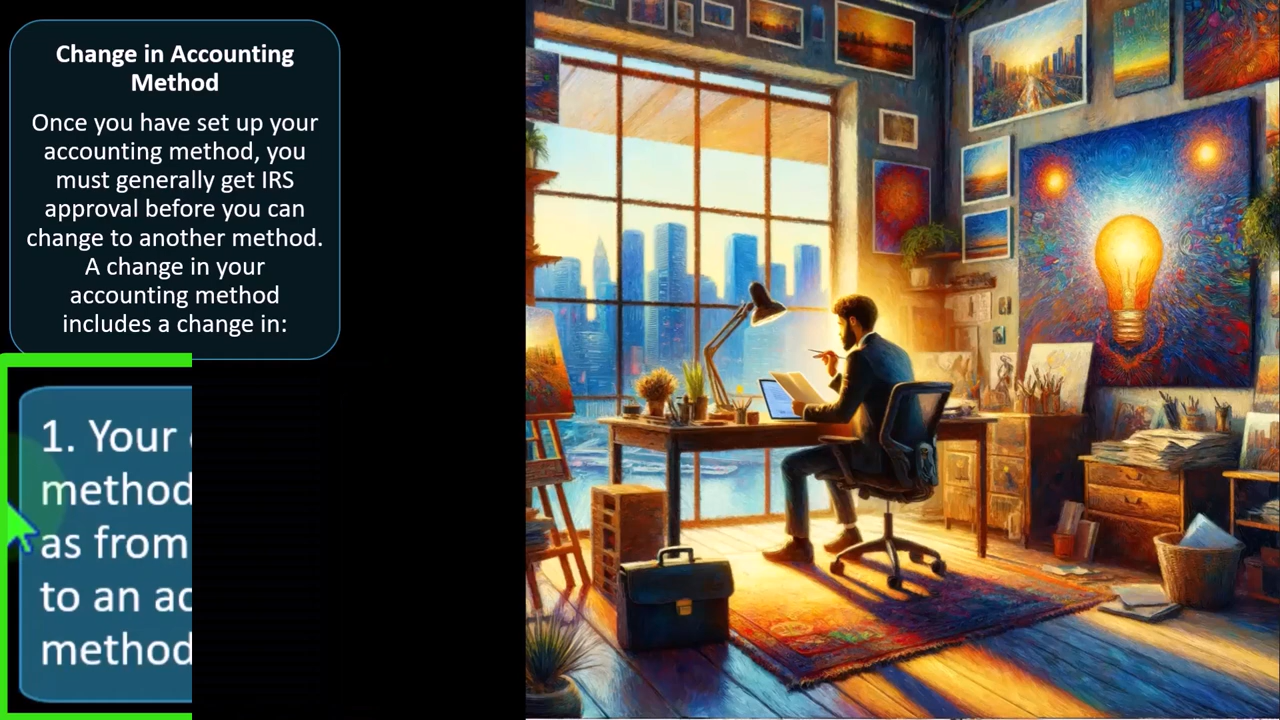 Change in Accounting
Method
Once you have set up your
accounting method, you
must generally get IRS
approval before you can
change to another method.
A change in your
accounting method
includes a change in:
1. Your
method
as from
to an
method